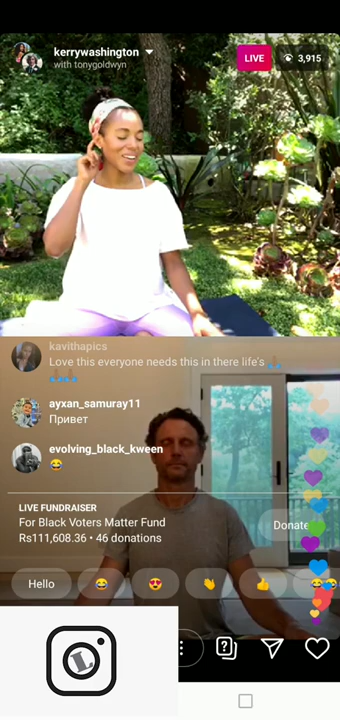 kerrywashington
with tonygoldwyn
LIVE
3,915
kavithapics
Love this everyone needs this in there life's 🙏
🙏🙏
ayxan_samuray11
Привет
evolving_black_kween
😂
LIVE FUNDRAISER
For Black Voters Matter Fund
Rs111,608.36 • 46 donations
Donate
Hello
L